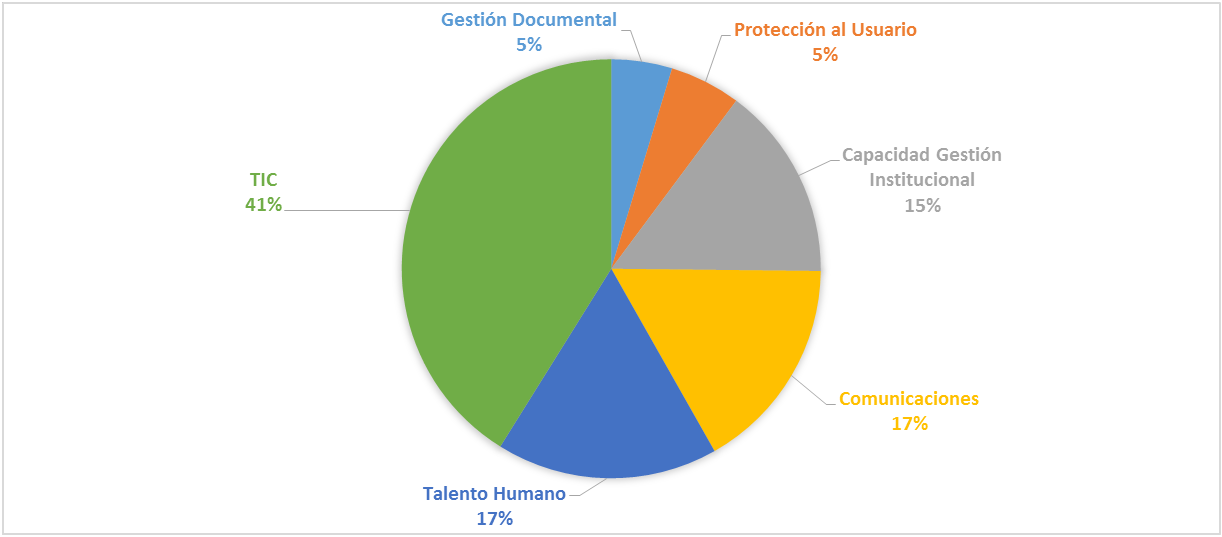 Gestión Documental
5%
Protección al Usuario
5%
Capacidad Gestión
Institucional
15%
TIC
41%
Comunicaciones
17%
Talento Humano
17%